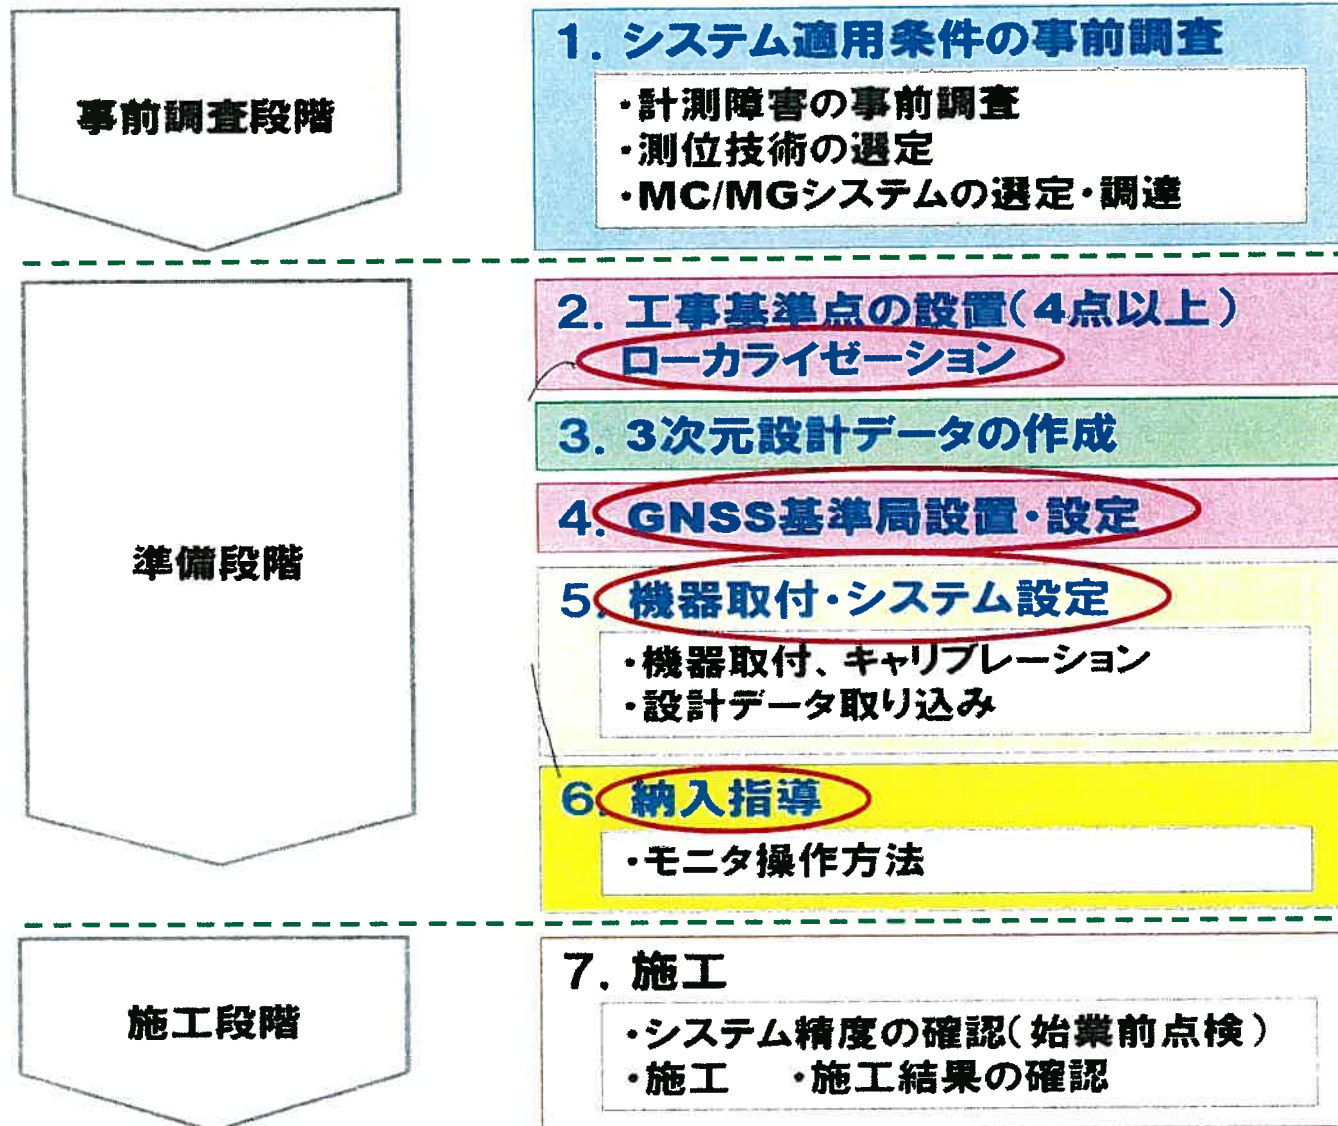 事前調査段階
1. システム適用条件の事前調査
・計測障害の事前調査
・測位技術の選定
・MC/MGシステムの選定・調達
準備段階
2. 工事基準点の設置(4点以上)
ローカライゼーション
3. 3次元設計データの作成
4. GNSS基準局設置・設定
5. 機器取付・システム設定
・機器取付、キャリブレーション
・設計データ取り込み
6. 納入指導
・モニタ操作方法
施工段階
7. 施工
・システム精度の確認(始業前点検)
・施工 ・施工結果の確認